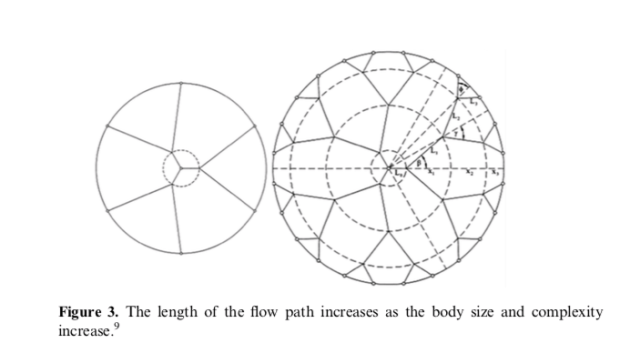 Figure 3. The length of the flow path increases as the body size and complexity
increase.⁹